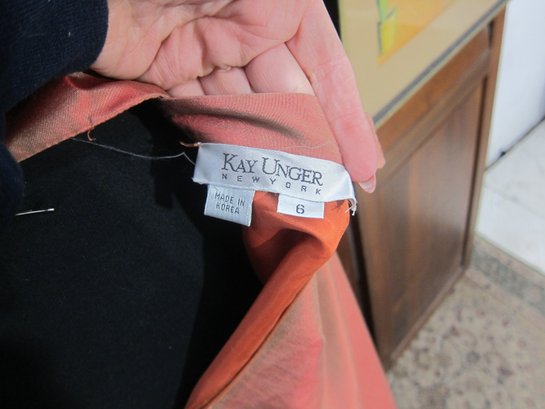 KAY UNGER
NEW YORK
MADE IN
KOREA
6